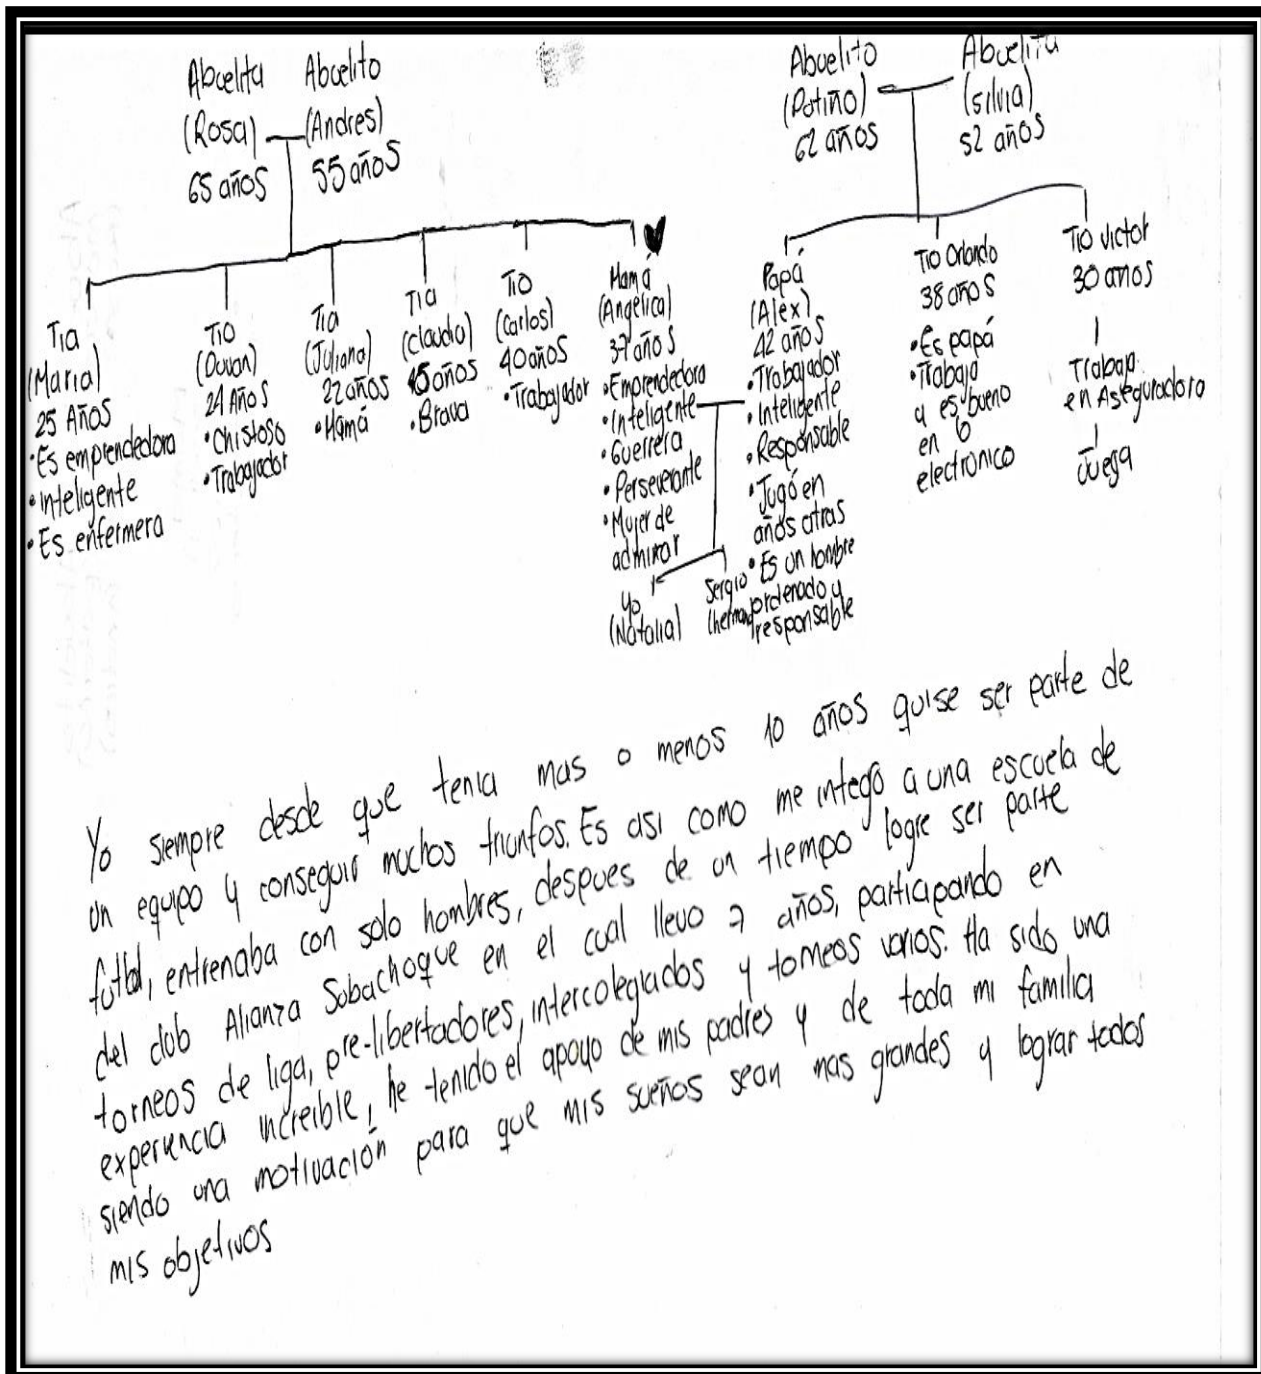 Abuelita
(Rosa)
65 años
Abuelito
(Andres)
55 años
Abuelito
(Patiño)
62 años
Abuelita
(silvia)
52 años
Tia
(Maria)
25 Años
• Es emprendedora
• inteligente
• Es enfermera
Tio
(Duvan)
24 Años
• Chistoso
• Trabajador
Tia
(Juliana)
22 años
• Mamá
Tia
(claudia)
45 años
• Brava
Tio
(Carlos)
40 años
• Trabajador
Mamá
(Angelica)
37 años
• Emprendedora
• Inteligente
• Guerrera
• Perseverante
• Mujer de
admirar
Papá
(Alex)
42 años
• Trabajador
• Inteligente
• Responsable
• Jugó en
años atras
• Es un hombre
ordenado y
responsable
Tio Orlando
38 años
• Es papá
• Trabaja
y es bueno
en lo
electronico
Tio victor
30 años
Trabaja
en Aseguradora
Juega
Yo
(Natalia)
Sergio
Yo siempre desde que tenia mas o menos 10 años quise ser parte de
un equipo y conseguir muchos triunfos. Es asi como me integó a una escuela de
futbol, entrenaba con solo hombres, despues de un tiempo logre ser parte
del club Alianza Subachoque en el cual llevo 7 años, participando en
torneos de liga, pre-libertadores, intercolegiados y torneos varios. Ha sido una
experiencia increible, he tenido el apoyo de mis padres y de toda mi familia
siendo una motivación para que mis sueños sean mas grandes y lograr todos
mis objetivos